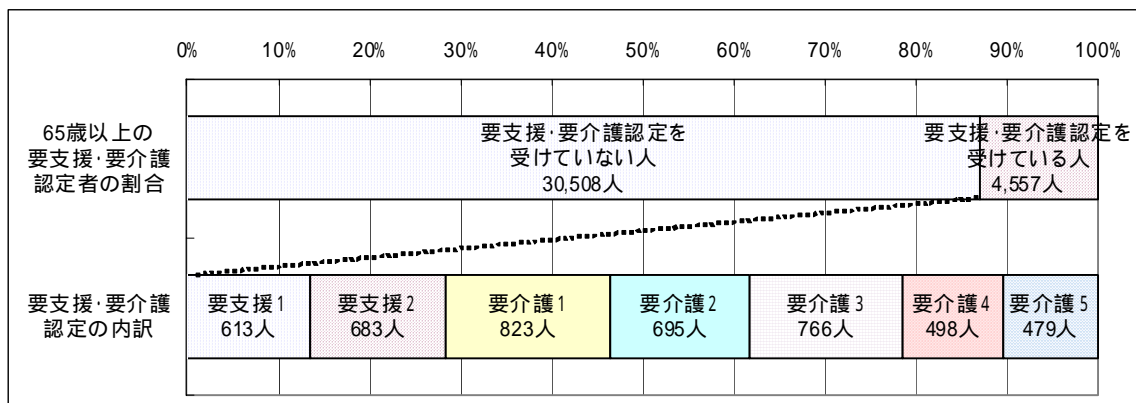 0% 10% 20% 30% 40% 50% 60% 70% 80% 90% 100%
65歳以上の
要支援・要介護
認定者の割合
要支援・要介護認定を
受けていない人
30,508人
要支援・要介護認定を
受けている人
4,557人
要支援・要介護
認定の内訳
要支援1
613人
要支援2
683人
要介護1
823人
要介護2
695人
要介護3
766人
要介護4
498人
要介護5
479人